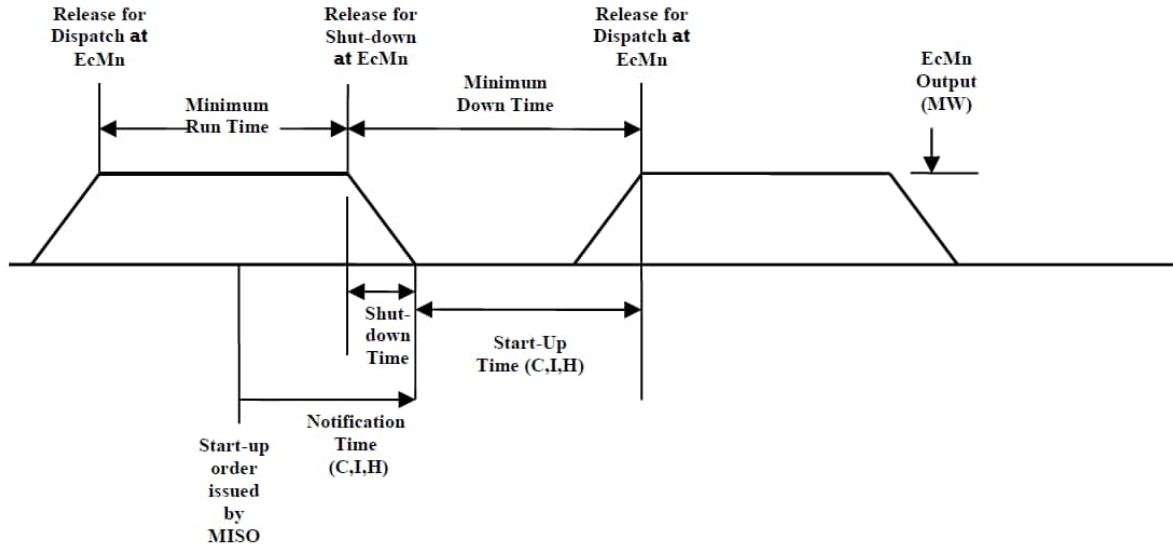 Release for
Dispatch at
EcMn
Release for
Shut-down
at EcMn
Release for
Dispatch at
EcMn
EcMn
Output
(MW)
Minimum
Run Time
Minimum
Down Time
Shut-
down
Time
Start-Up
Time (C,I,H)
Notification
Time
(C,I,H)
Start-up
order
issued
by
MISO